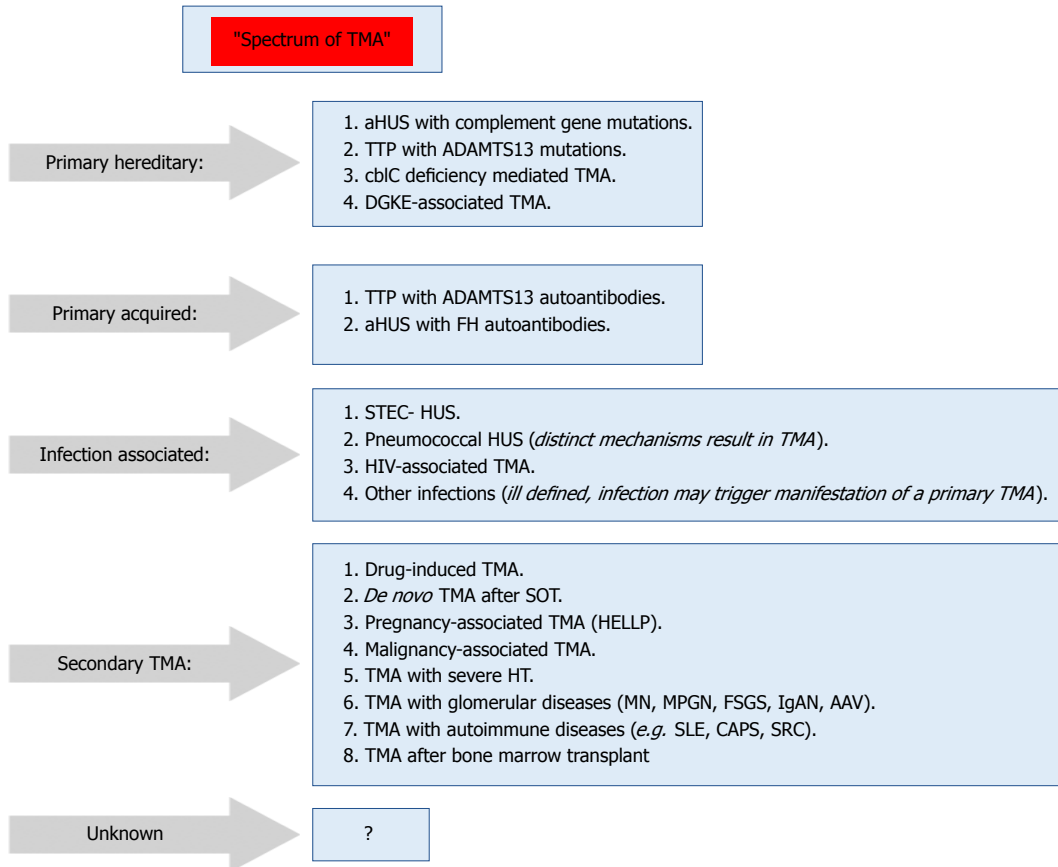 "Spectrum of TMA"
Primary hereditary:
1. aHUS with complement gene mutations.
2. TTP with ADAMTS13 mutations.
3. cblC deficiency mediated TMA.
4. DGKE-associated TMA.
Primary acquired:
1. TTP with ADAMTS13 autoantibodies.
2. aHUS with FH autoantibodies.
Infection associated:
1. STEC- HUS.
2. Pneumococcal HUS (distinct mechanisms result in TMA).
3. HIV-associated TMA.
4. Other infections (ill defined, infection may trigger manifestation of a primary TMA).
Secondary TMA:
1. Drug-induced TMA.
2. De novo TMA after SOT.
3. Pregnancy-associated TMA (HELLP).
4. Malignancy-associated TMA.
5. TMA with severe HT.
6. TMA with glomerular diseases (MN, MPGN, FSGS, IgAN, AAV).
7. TMA with autoimmune diseases (e.g. SLE, CAPS, SRC).
8. TMA after bone marrow transplant
Unknown
?